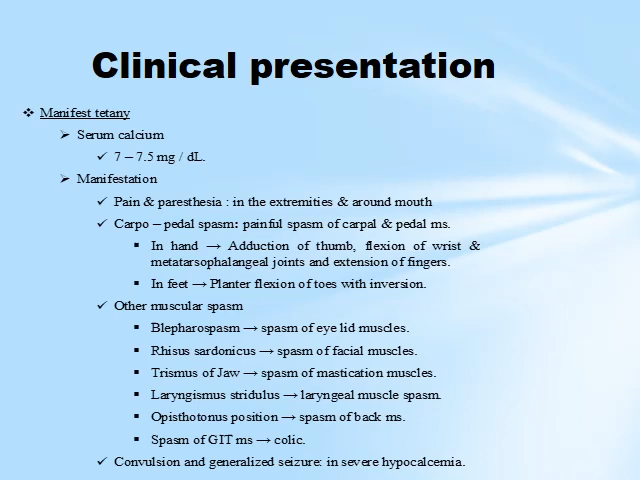 Clinical presentation
❖ Manifest tetany
➢ Serum calcium
✓ 7 – 7.5 mg / dL.
➢ Manifestation
✓ Pain & paresthesia : in the extremities & around mouth
✓ Carpo – pedal spasm: painful spasm of carpal & pedal ms.
▪ In hand → Adduction of thumb, flexion of wrist &
metatarsophalangeal joints and extension of fingers.
▪ In feet → Planter flexion of toes with inversion.
✓ Other muscular spasm
▪ Blepharospasm → spasm of eye lid muscles.
▪ Rhisus sardonicus → spasm of facial muscles.
▪ Trismus of Jaw → spasm of mastication muscles.
▪ Laryngismus stridulus → laryngeal muscle spasm.
▪ Opisthotonus position → spasm of back ms.
▪ Spasm of GIT ms → colic.
✓ Convulsion and generalized seizure: in severe hypocalcemia.